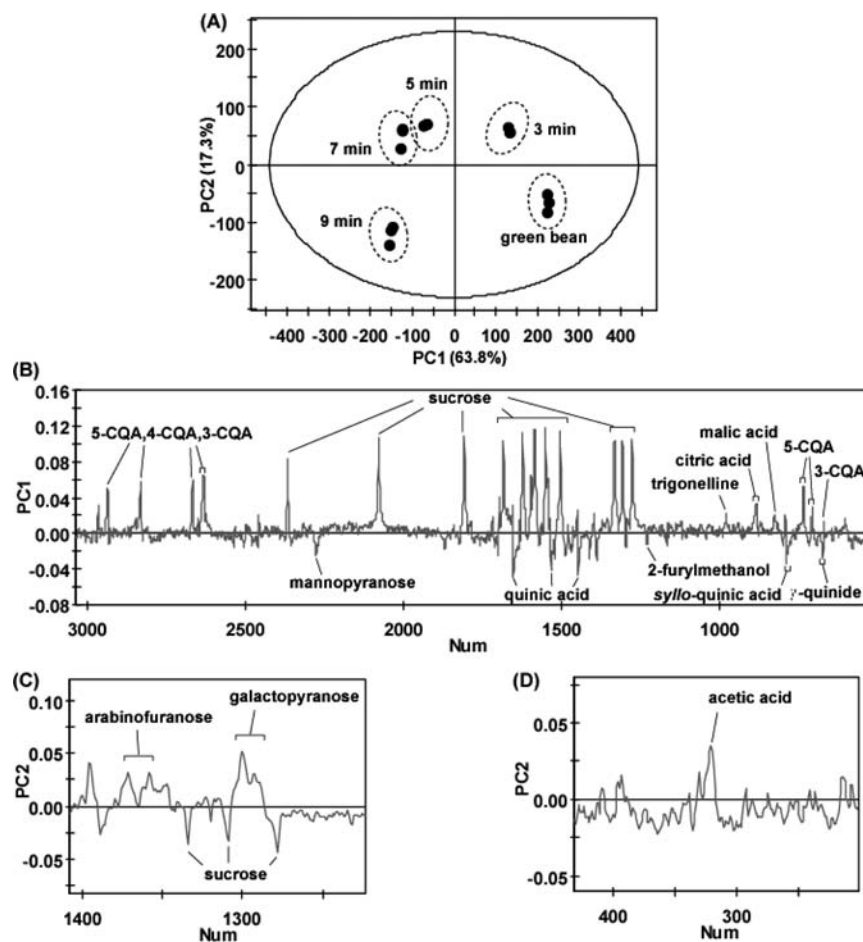 (A)
200
100
0
-100
-200
PC2 (17.3%)
5 min
3 min
7 min
9 min
green bean
-400 -300 -200 -100 0 100 200 300 400
PC1 (63.8%)
(B)
0.16
0.12
0.08
0.04
0.00
-0.04
-0.08
PC1
sucrose
5-CQA,4-CQA,3-CQA
malic acid
5-CQA
citric acid
3-CQA
trigonelline
mannopyranose
quinic acid
2-furylmethanol
syllo-quinic acid
-quinide
3000 2500 2000 1500 1000
Num
(C)
0.10
0.05
0.00
-0.05
PC2
galactopyranose
arabinofuranose
sucrose
1400 1300
Num
(D)
0.05
0.00
-0.05
PC2
acetic acid
400 300
Num